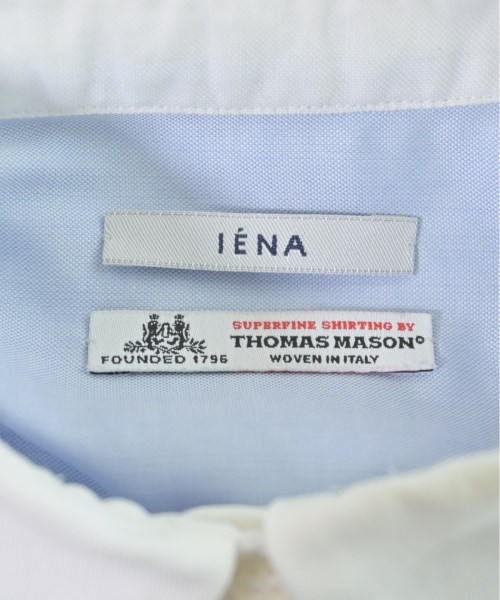 IÉNA
SUPERFINE SHIRTING BY
THOMAS MASON®
FOUNDED 1796
WOVEN IN ITALY